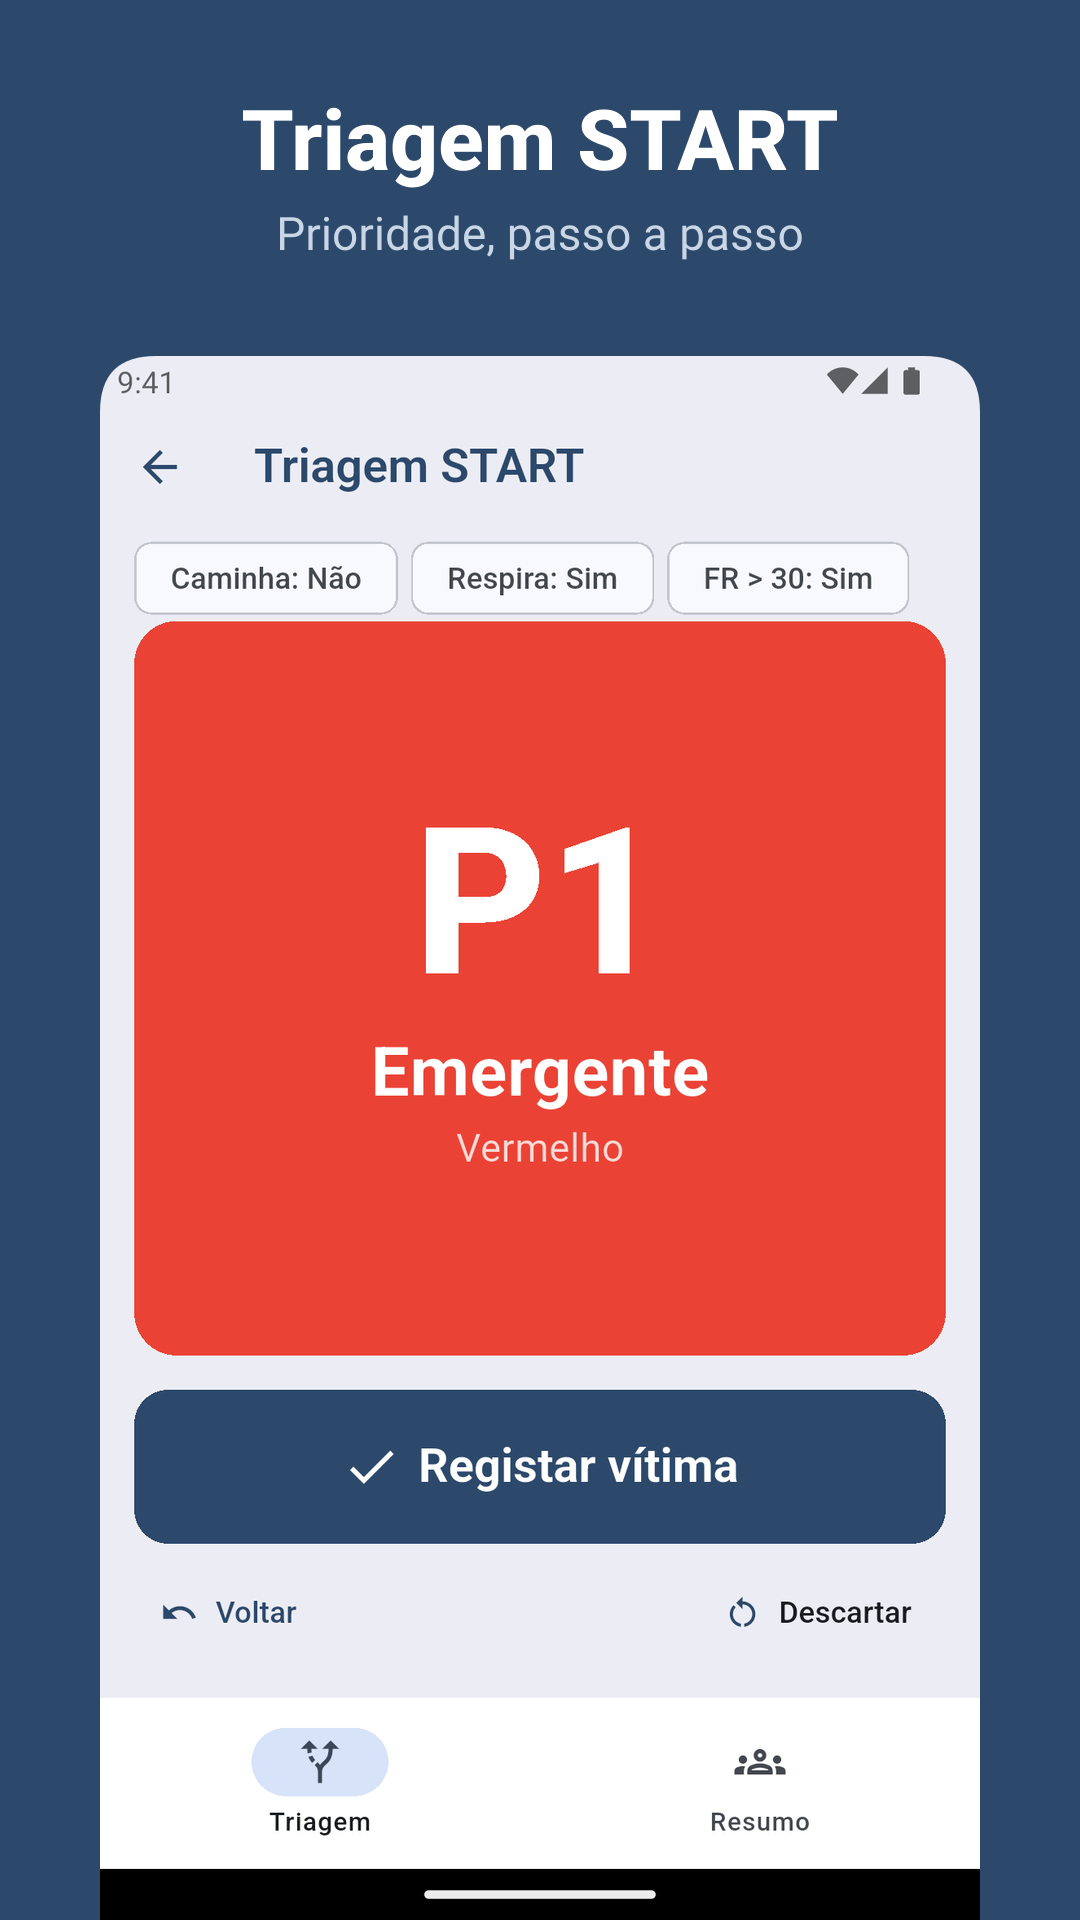 Triagem START
Prioridade, passo a passo
9:41
Triagem START
Caminha: Não
Respira: Sim
FR > 30: Sim
P1
Emergente
Vermelho
Registar vítima
Voltar
Descartar
Triagem
Resumo